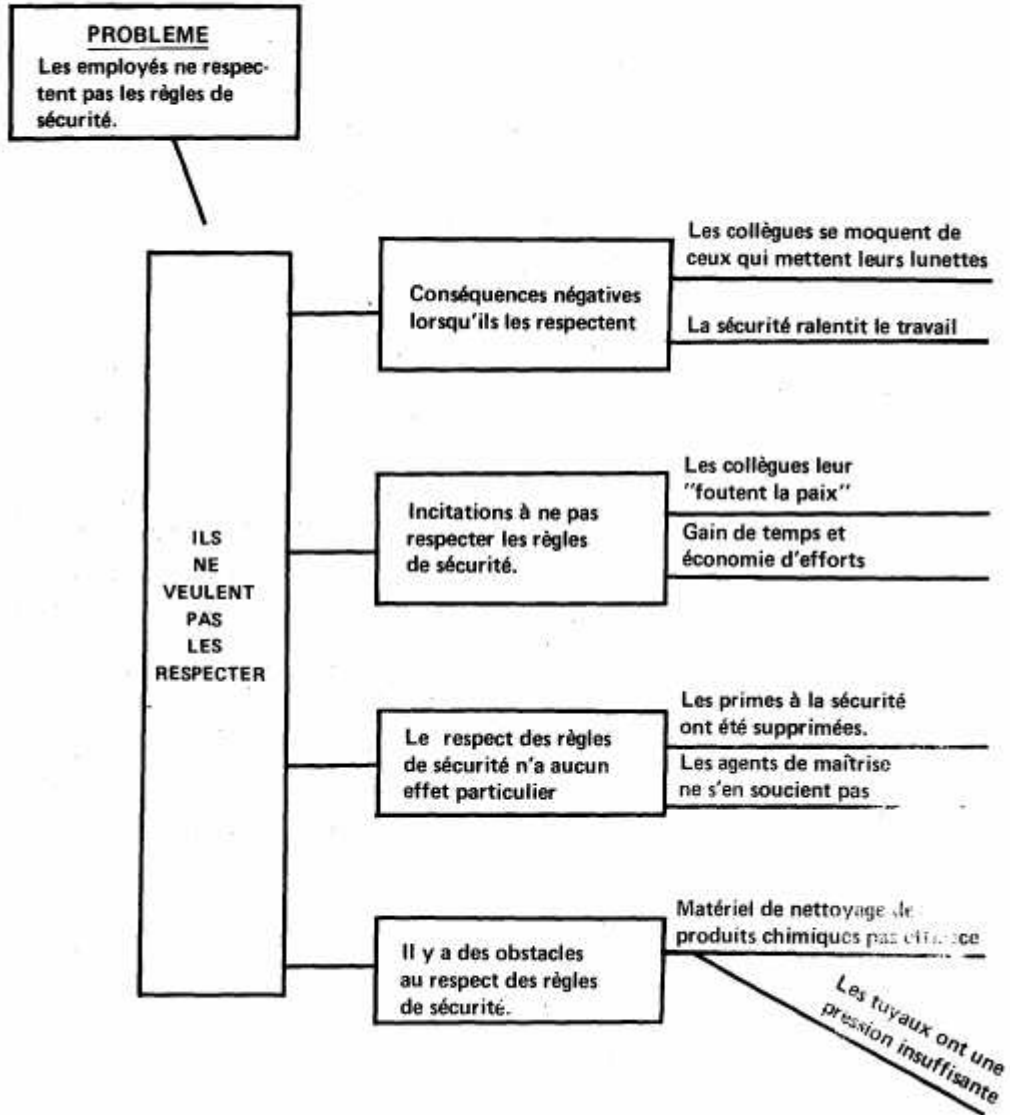 PROBLEME
Les employés ne respec-
tent pas les règles de
sécurité.
ILS
NE
VEULENT
PAS
LES
RESPECTER
Conséquences négatives
lorsqu'ils les respectent
Les collègues se moquent de
ceux qui mettent leurs lunettes
La sécurité ralentit le travail
Incitations à ne pas
respecter les règles
de sécurité.
Les collègues leur
"foutent la paix"
Gain de temps et
économie d'efforts
Le respect des règles
de sécurité n'a aucun
effet particulier
Les primes à la sécurité
ont été supprimées.
Les agents de maîtrise
ne s'en soucient pas
Il y a des obstacles
au respect des règles
de sécurité.
Matériel de nettoyage de
produits chimiques pas
Les tuyaux ont une
pression insuffisante